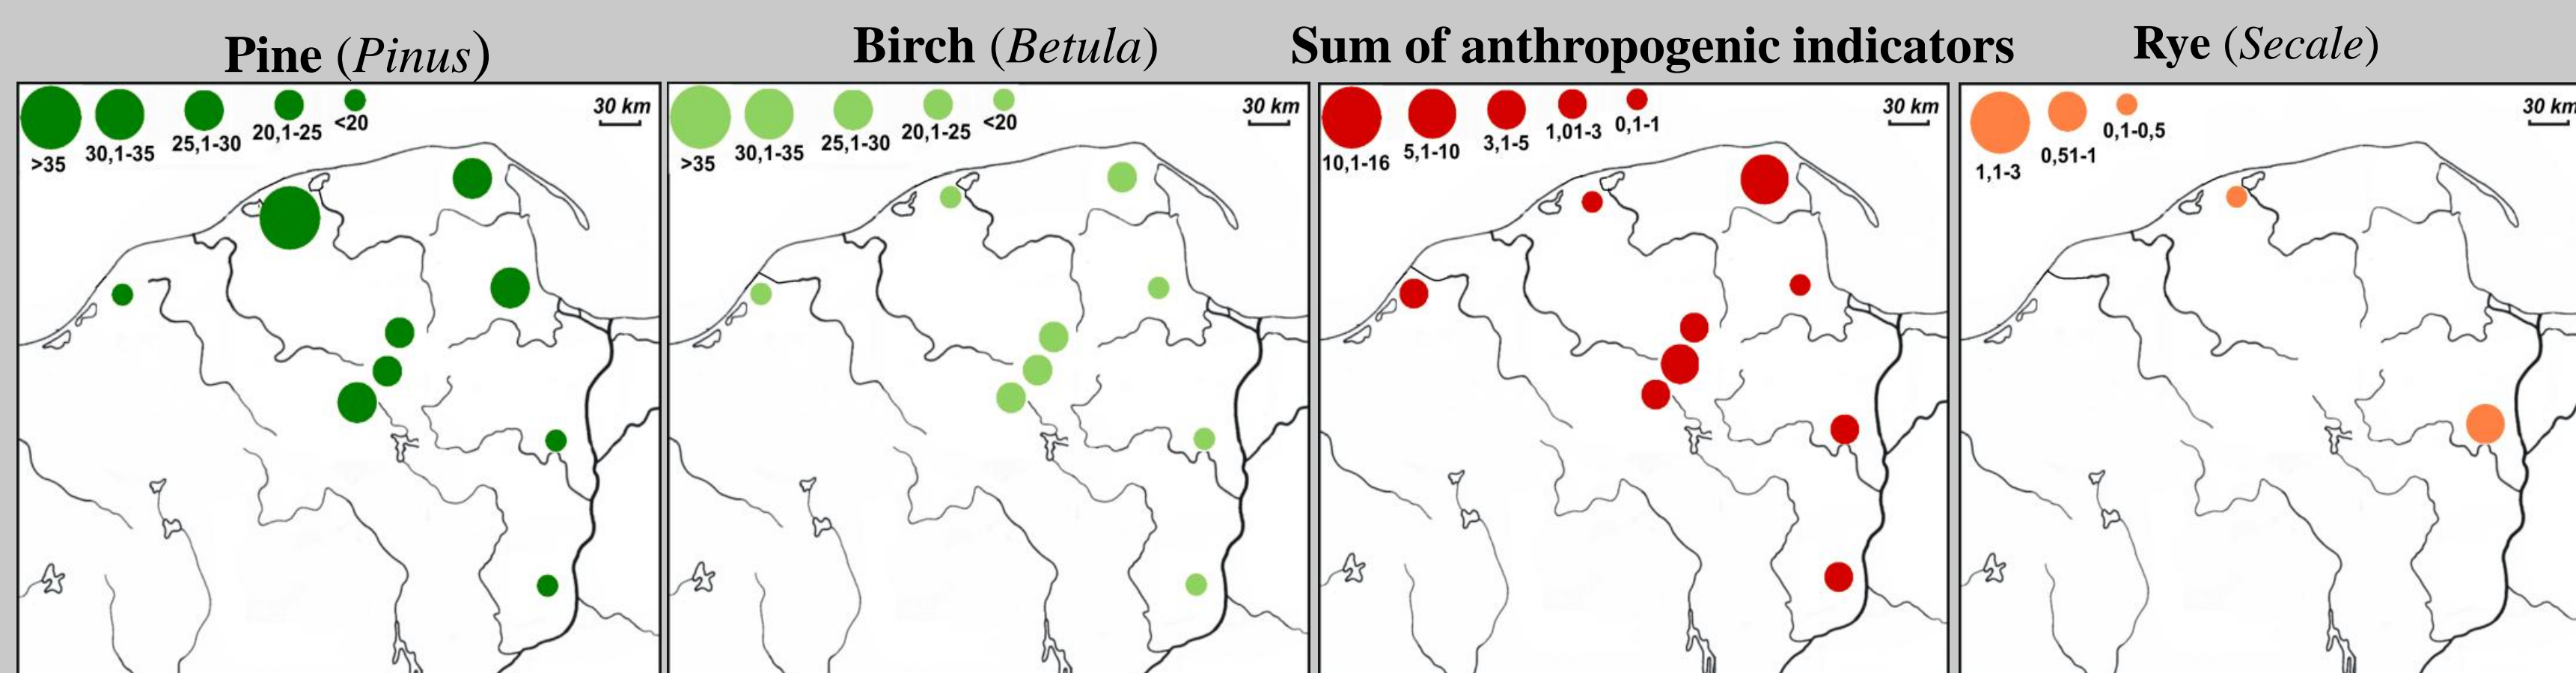 Pine (Pinus)
>35 30,1-35 25,1-30 20,1-25 <20
30 km
Birch (Betula)
>35 30,1-35 25,1-30 20,1-25 <20
30 km
Sum of anthropogenic indicators
10,1-16 5,1-10 3,1-5 1,01-3 0,1-1
30 km
Rye (Secale)
1,1-3 0,51-1 0,1-0,5
30 km